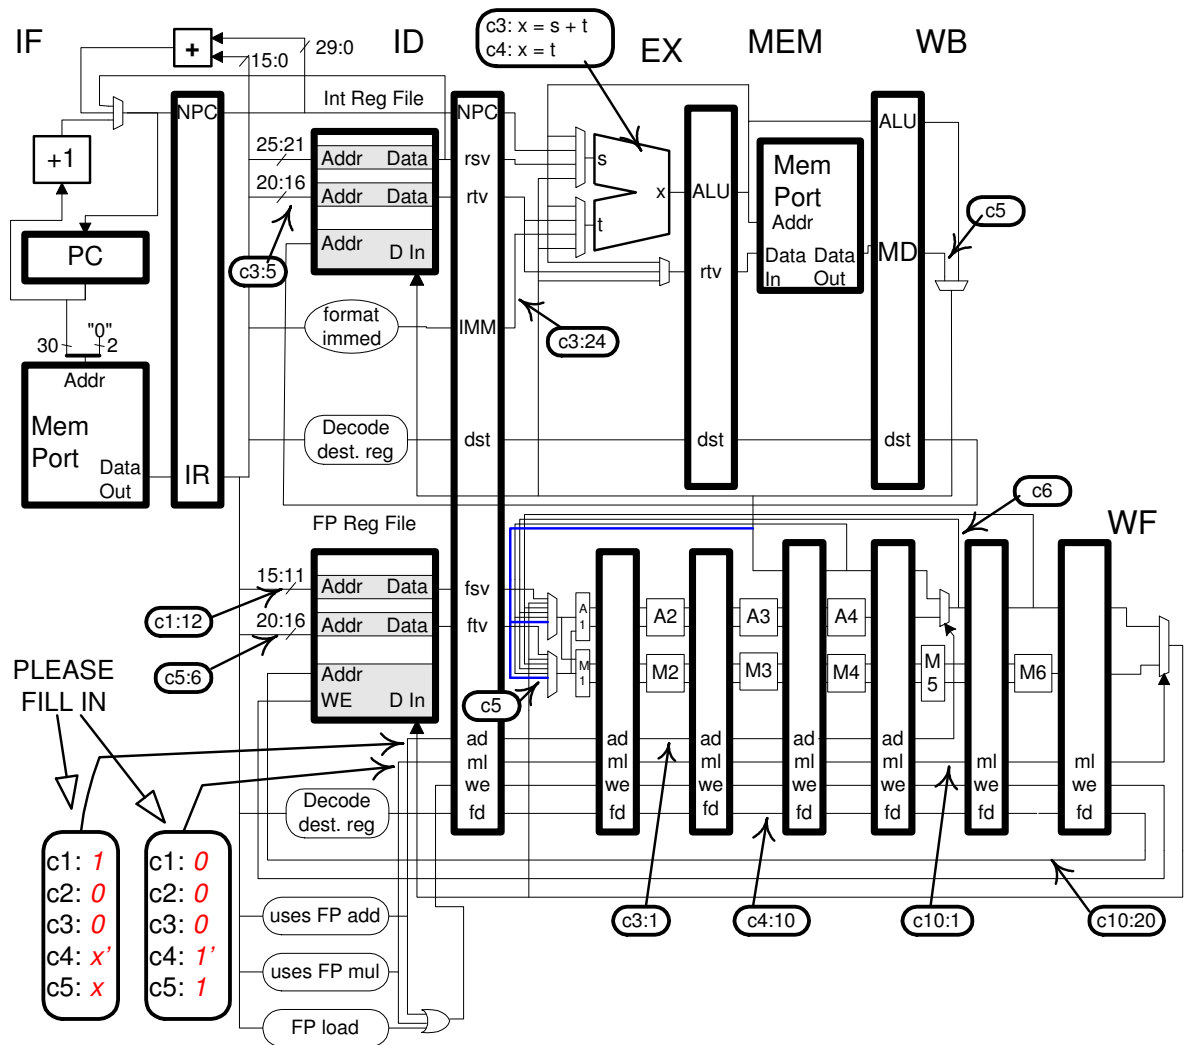 IF
ID
EX
MEM
WB
c3: x = s + t
c4: x = t
+
29:0
15:0
Int Reg File
NPC
NPC
ALU
+1
25:21
Addr
Data
rsv
s
20:16
Addr
Data
rtv
t
x
ALU
Mem
Port
Addr
Data
In
Data
Out
MD
c5
Addr
D In
PC
c3:5
rtv
format
immed
IMM
c3:24
"0"
30
2
Addr
Mem
Port
Data
Out
IR
Decode
dest. reg
dst
dst
dst
c6
FP Reg File
WF
15:11
Addr
Data
fsv
A
1
A2
A3
A4
c1:12
20:16
Addr
Data
ftv
M
1
M2
M3
M4
M
5
M6
c5:6
PLEASE
FILL IN
Addr
WE
D In
c5
ad
ad
ad
ad
ad
ml
ml
ml
ml
ml
ml
ml
we
we
we
we
we
we
we
fd
fd
fd
fd
fd
fd
fd
Decode
dest. reg
c1: 1
c2: 0
c3: 0
c4: x'
c5: x
c1: 0
c2: 0
c3: 0
c4: 1'
c5: 1
uses FP add
c3:1
c4:10
c10:1
c10:20
uses FP mul
FP load